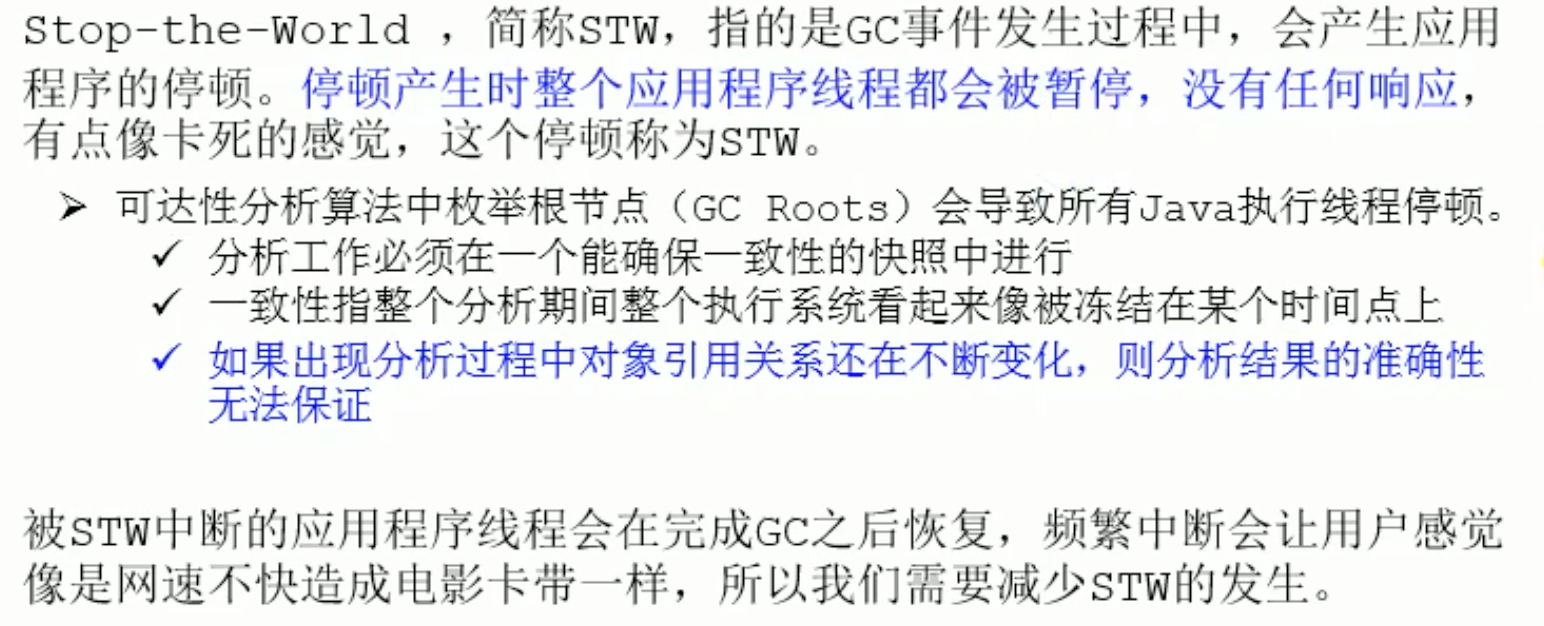 Stop-the-World ，简称STW，指的是GC事件发生过程中，会产生应用
程序的停顿。停顿产生时整个应用程序线程都会被暂停，没有任何响应，
有点像卡死的感觉，这个停顿称为STW。
➢ 可达性分析算法中枚举根节点（GC Roots）会导致所有Java执行线程停顿。
✓ 分析工作必须在一个能确保一致性的快照中进行
✓ 一致性指整个分析期间整个执行系统看起来像被冻结在某个时间点上
✓ 如果出现分析过程中对象引用关系还在不断变化，则分析结果的准确性
无法保证
被STW中断的应用程序线程会在完成GC之后恢复，频繁中断会让用户感觉
像是网速不快造成电影卡带一样，所以我们需要减少STW的发生。